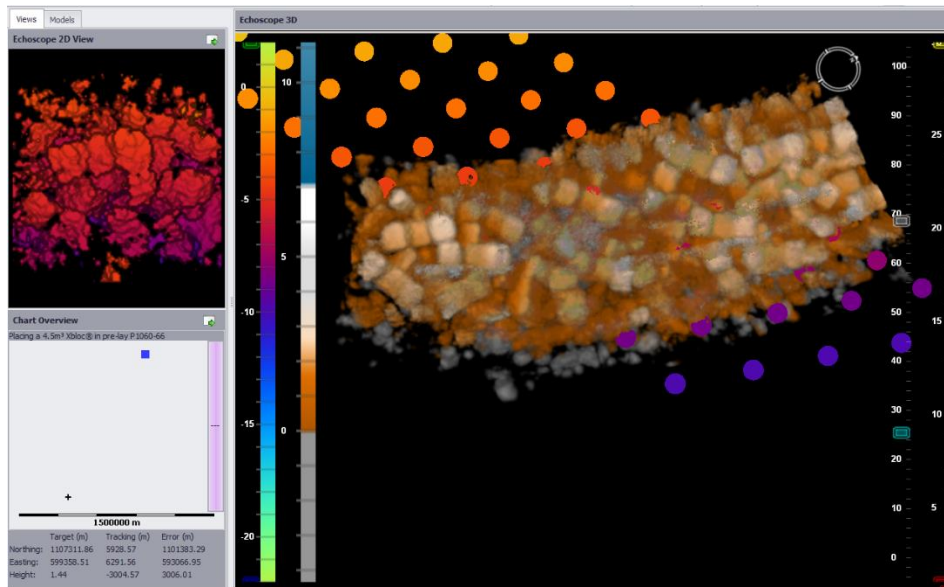 Views Models
Echoscope 2D View
Echoscope 3D
0
-5
-10
-15
-20
10
5
0
100
90
80
70
60
50
40
30
20
10
0
20
15
10
5
Chart Overview
Placing a 4.5m³ Xbloc® in pre-lay P1060-66
1500000 m
Target (m) Tracking (m) Error (m)
Northing: 1107311.86 5928.57 1101383.29
Easting: 599358.51 6291.56 593066.95
Height: 1.44 -3004.57 3006.01